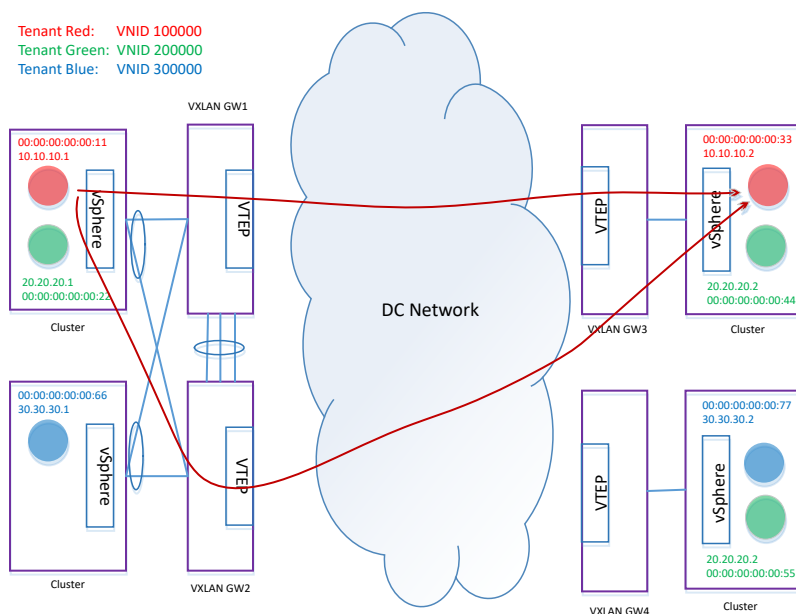 Tenant Red: VNID 100000
Tenant Green: VNID 200000
Tenant Blue: VNID 300000
VXLAN GW1
00:00:00:00:00:11
10.10.10.1
vSphere
20.20.20.1
00:00:00:00:00:22
Cluster
VTEP
DC Network
VTEP
VXLAN GW3
00:00:00:00:00:33
10.10.10.2
vSphere
20.20.20.2
00:00:00:00:00:44
Cluster
00:00:00:00:00:66
30.30.30.1
vSphere
Cluster
VTEP
VXLAN GW2
VTEP
VXLAN GW4
00:00:00:00:00:77
30.30.30.2
vSphere
20.20.20.2
00:00:00:00:00:55
Cluster